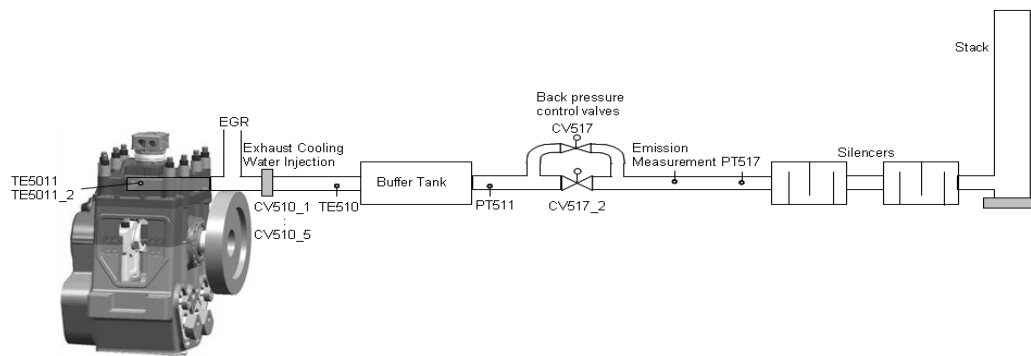 Stack
Back pressure
control valves
CV517
EGR
Exhaust Cooling
Water Injection
Emission
Measurement PT517
Silencers
TE5011
TE5011_2
Buffer Tank
CV510_1
:
CV510_5
TE510
PT511
CV517_2